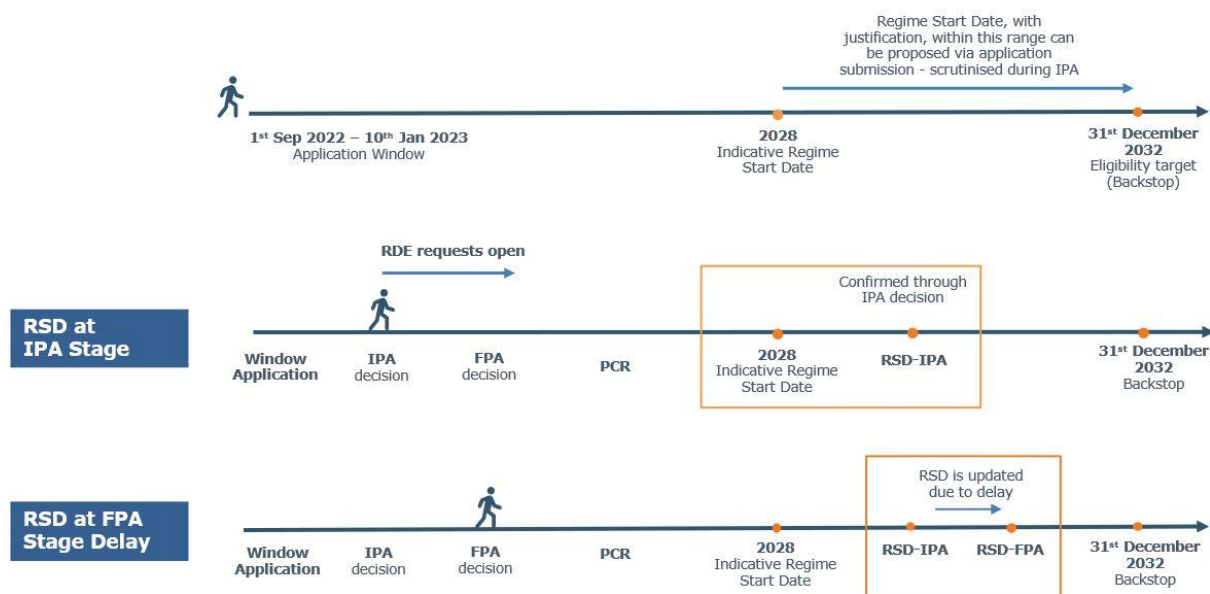 Regime Start Date, with
justification, within this range can
be proposed via application
submission - scrutinised during IPA
1st Sep 2022 – 10th Jan 2023
Application Window
2028
Indicative Regime
Start Date
31st December
2032
Eligibility target
(Backstop)
RSD at
IPA Stage
RDE requests open
Confirmed through
IPA decision
Window
Application
IPA
decision
FPA
decision
PCR
2028
Indicative Regime
Start Date
RSD-IPA
31st December
2032
Backstop
RSD at FPA
Stage Delay
RSD is updated
due to delay
Window
Application
IPA
decision
FPA
decision
PCR
2028
Indicative Regime
Start Date
RSD-IPA
RSD-FPA
31st December
2032
Backstop